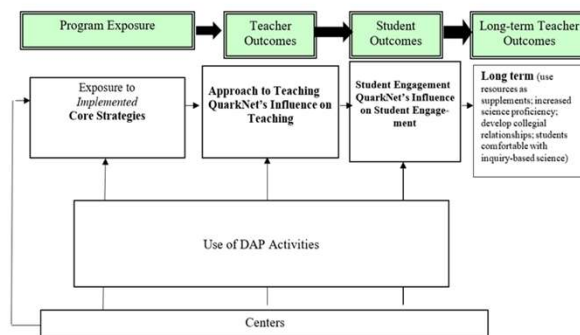 Program Exposure
Teacher
Outcomes
Student
Outcomes
Long-term Teacher
Outcomes
Exposure to
Implemented
Core Strategies
Approach to Teaching
QuarkNet's Influence on
Teaching
Student Engagement
QuarkNet's Influence
on Student Engage-
ment
Long term (use
resources as
supplements; increased
science proficiency;
develop collegial
relationships; students
comfortable with
inquiry-based science)
Use of DAP Activities
Centers